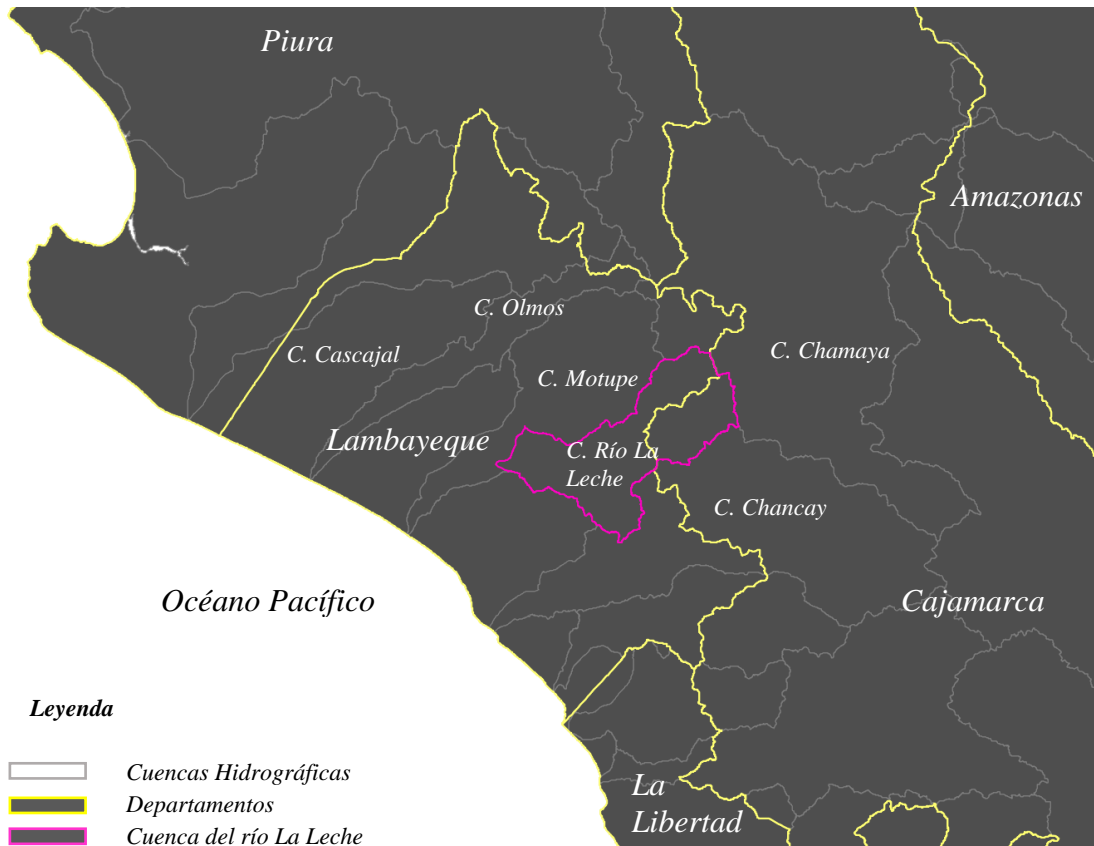 Piura
Amazonas
C. Olmos
C. Cascajal
C. Chamaya
C. Motupe
Lambayeque
C. Río La
Leche
C. Chancay
Océano Pacífico
Cajamarca
Leyenda
Cuencas Hidrográficas
Departamentos
Cuenca del río La Leche
La
Libertad